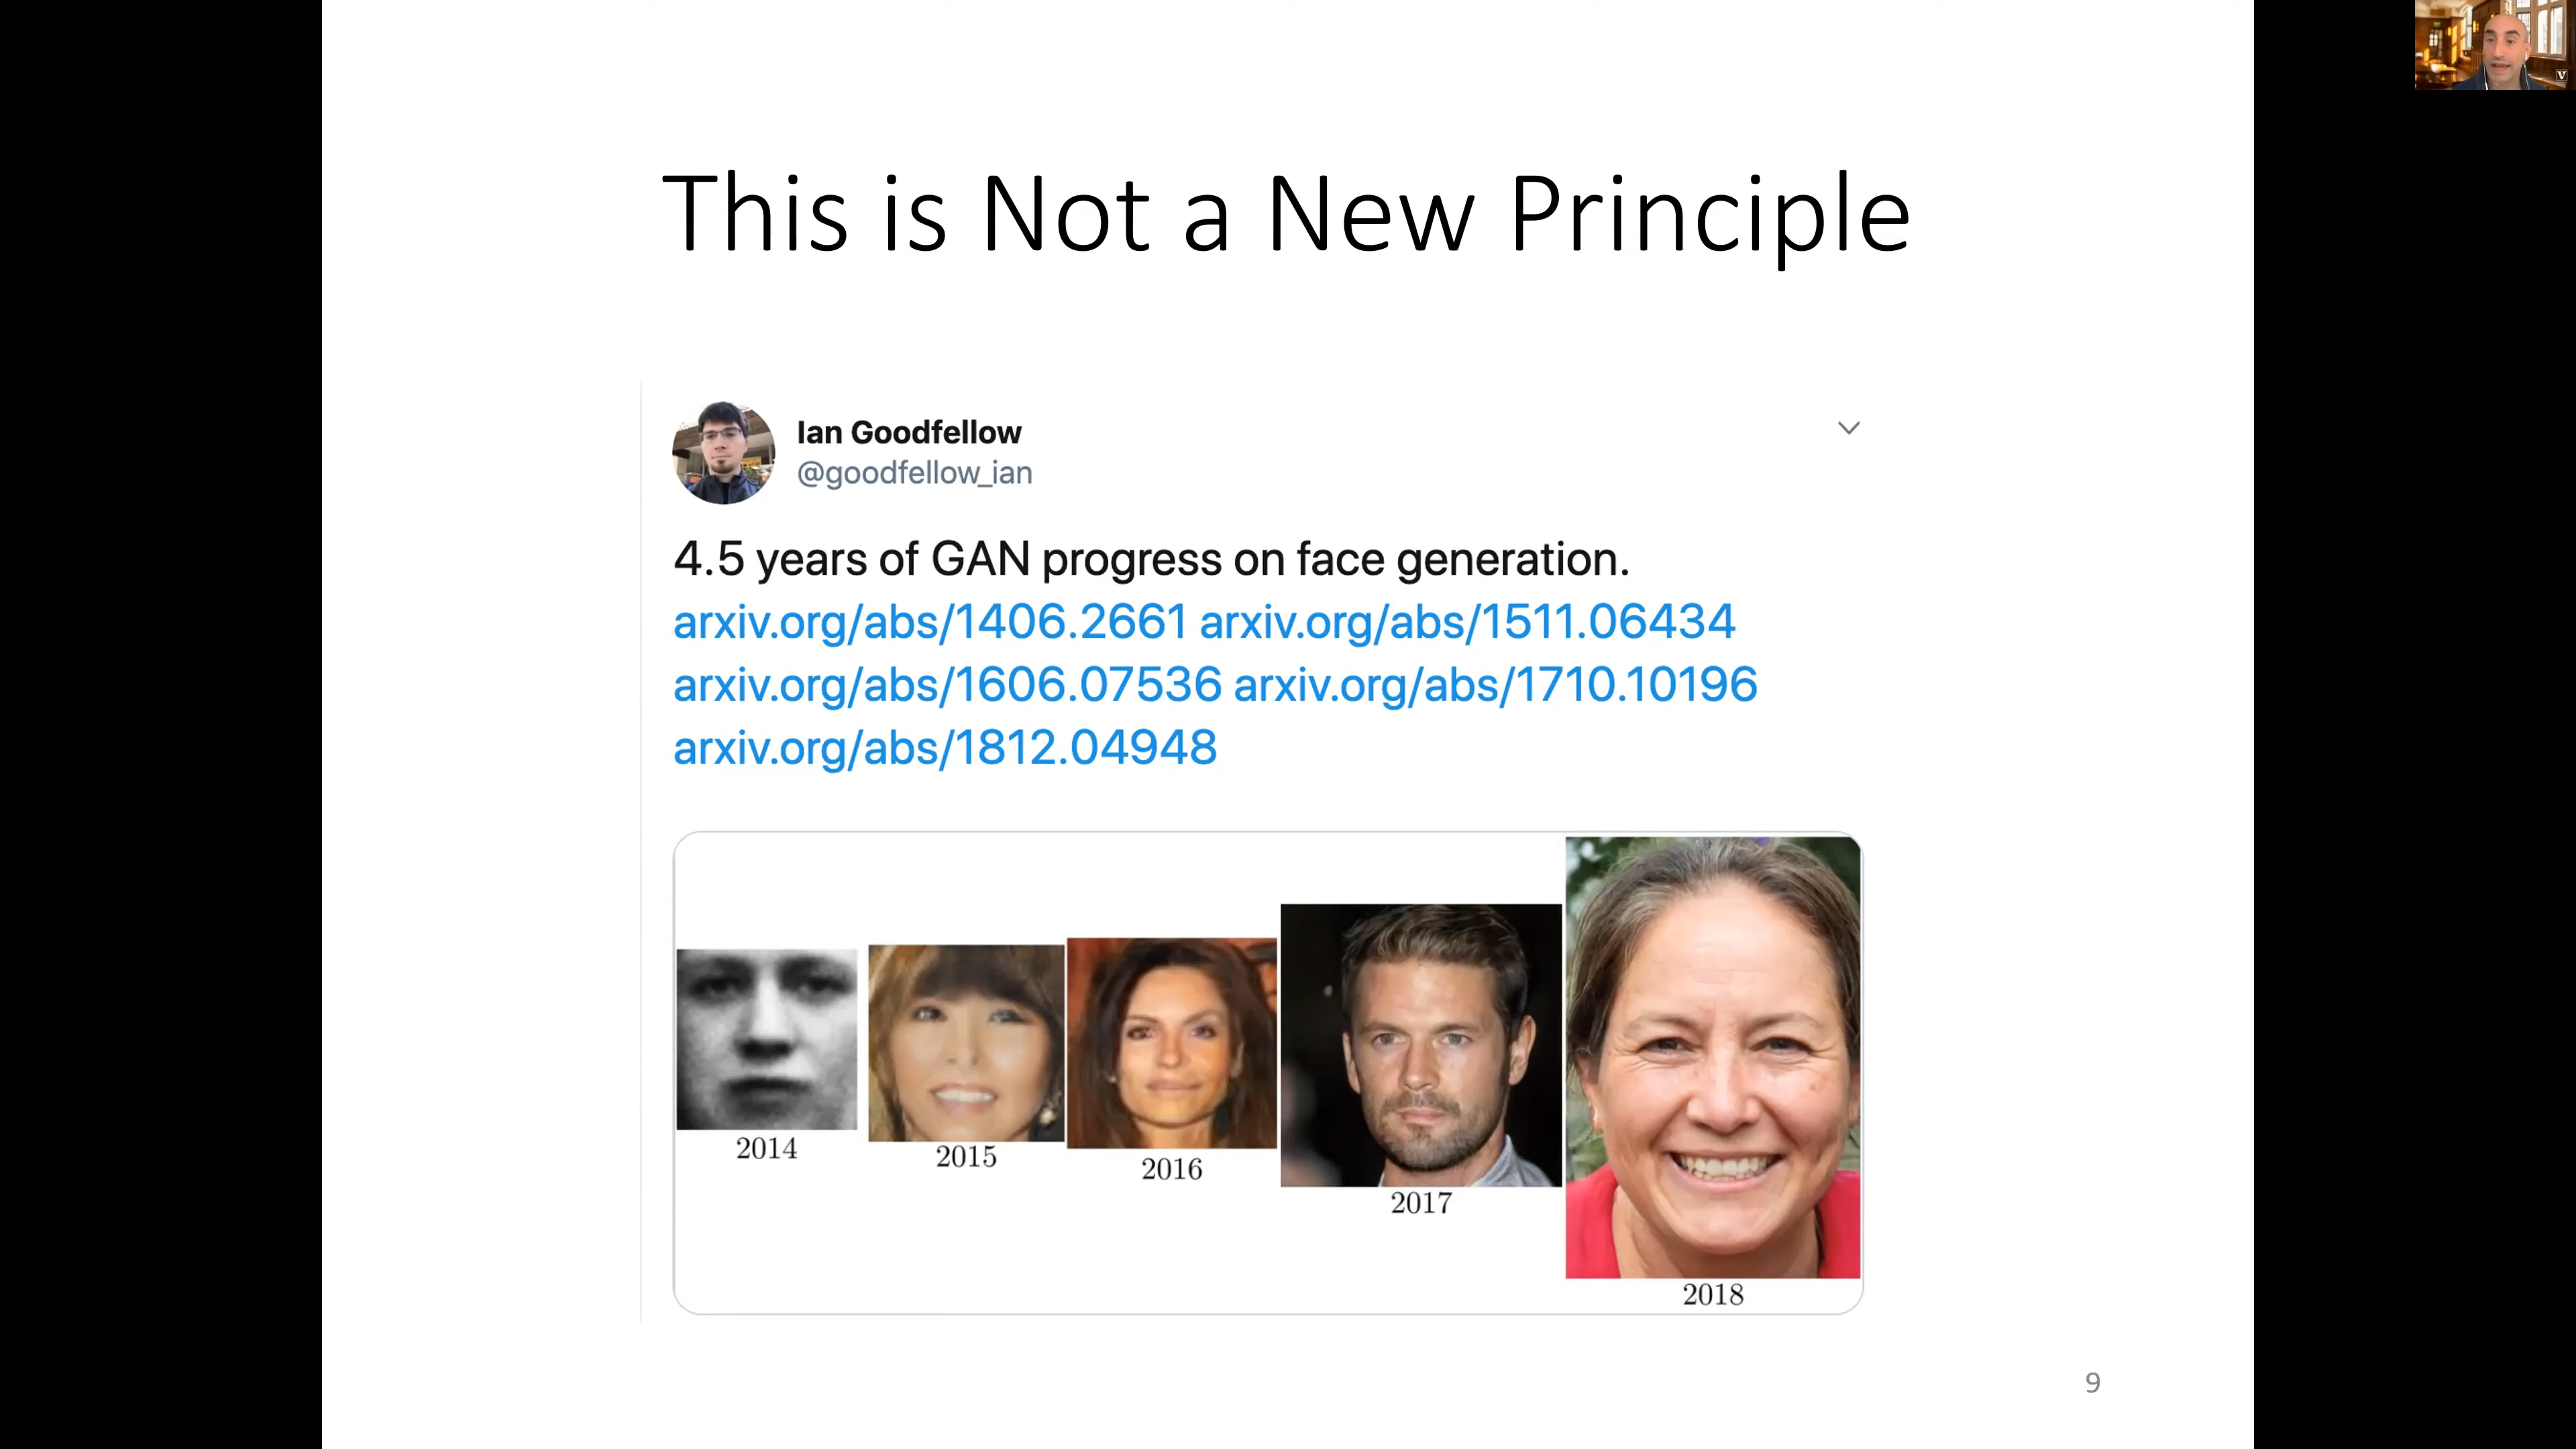 This is Not a New Principle
Ian Goodfellow
@goodfellow_ian
4.5 years of GAN progress on face generation.
arxiv.org/abs/1406.2661 arxiv.org/abs/1511.06434
arxiv.org/abs/1606.07536 arxiv.org/abs/1710.10196
arxiv.org/abs/1812.04948
2014
2015
2016
2017
2018
9
V